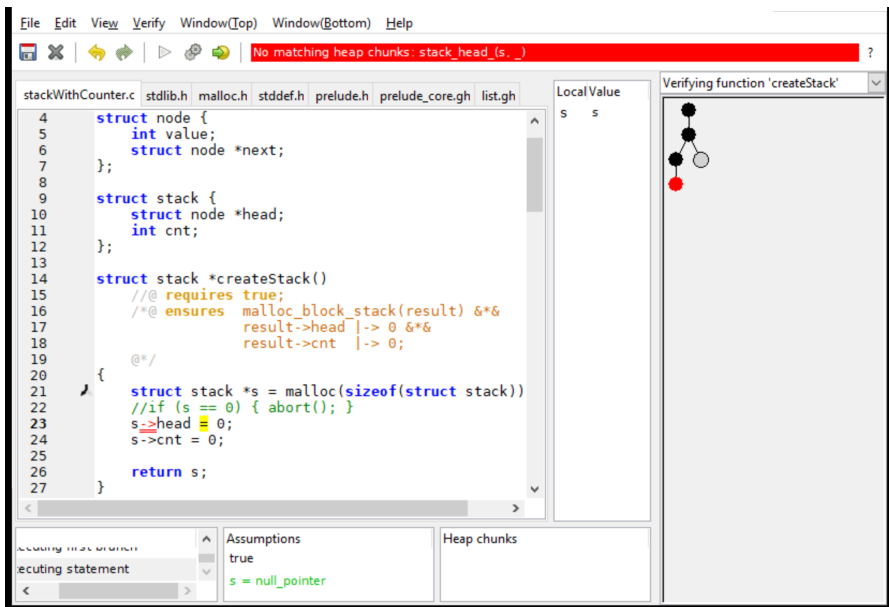 File Edit View Verify Window(Top) Window(Bottom) Help
No matching heap chunks: stack_head_(s, _)
?
stackWithCounter.c stdlib.h malloc.h stddef.h prelude.h prelude_core.gh list.gh
Local Value
s s
Verifying function 'createStack'
4 struct node {
5 int value;
6 struct node *next;
7 };
8
9 struct stack {
10 struct node *head;
11 int cnt;
12 };
13
14 struct stack *createStack()
15 //@ requires true;
16 /*@ ensures malloc_block_stack(result) &*&
17 result->head |-> 0 &*&
18 result->cnt |-> 0;
19 @*/
20 {
21 struct stack *s = malloc(sizeof(struct stack))
22 //if (s == 0) { abort(); }
23 s->head = 0;
24 s->cnt = 0;
25
26 return s;
27 }
ecuting first branch
ecuting statement
Assumptions
true
s = null_pointer
Heap chunks